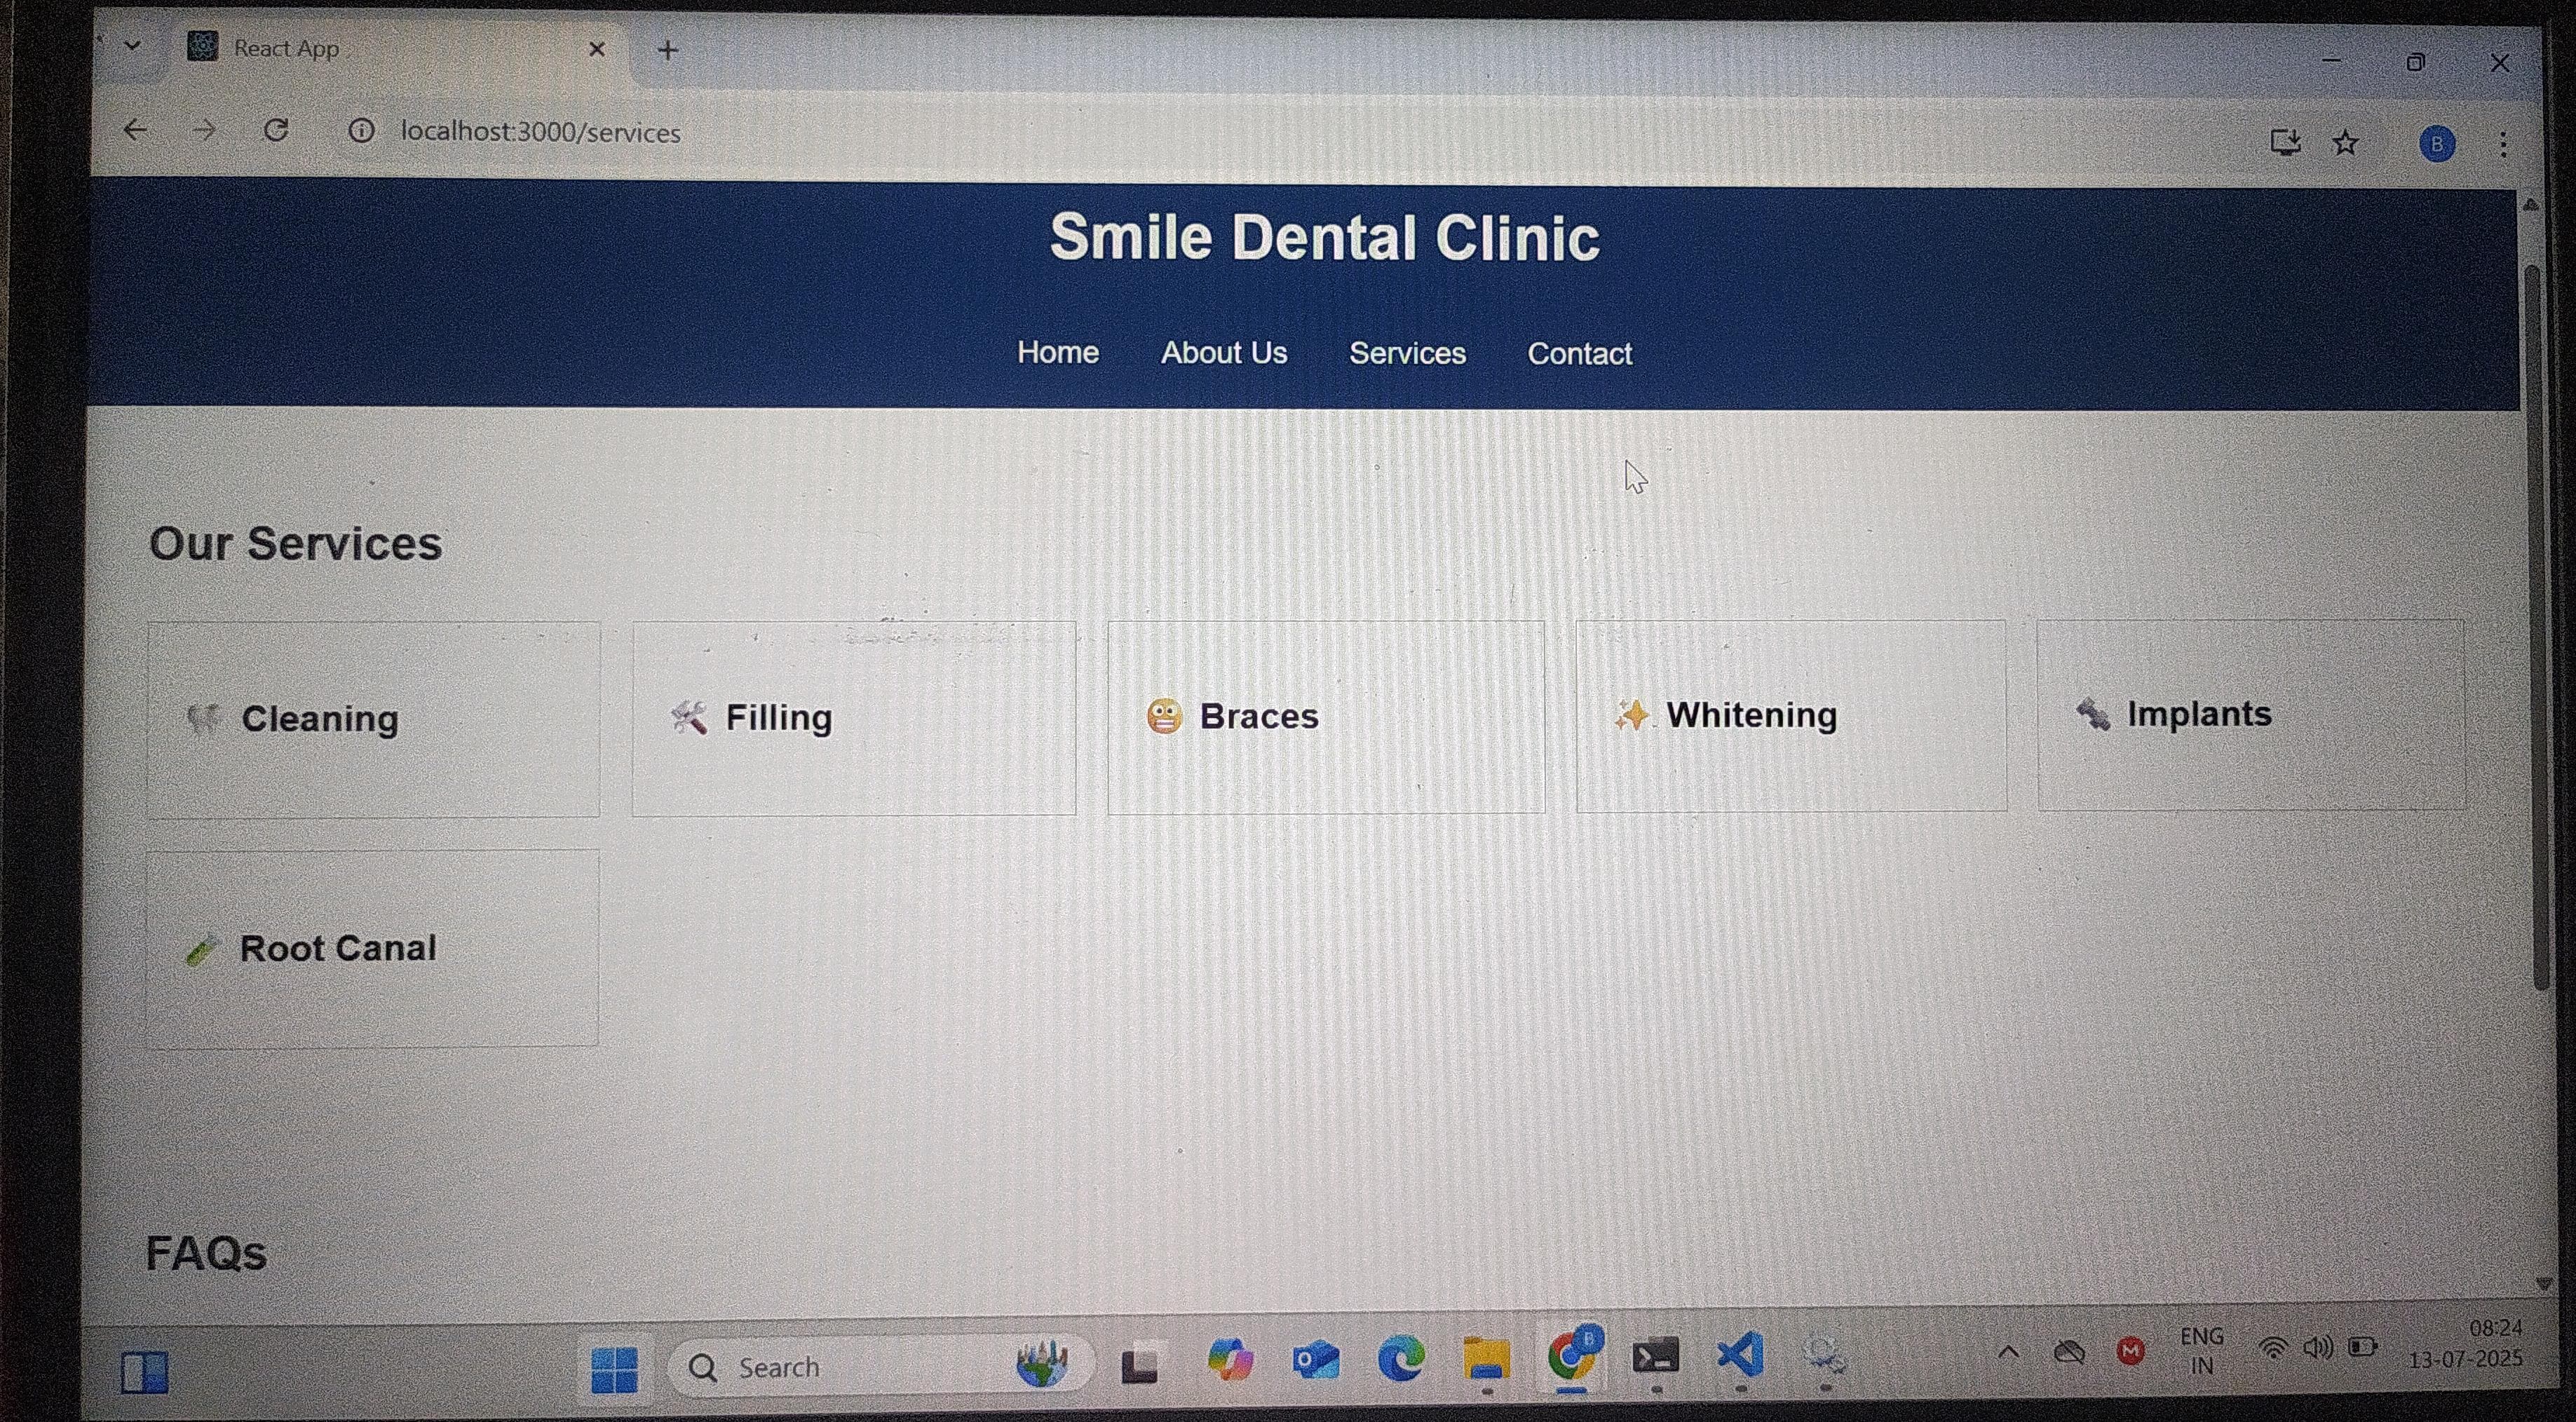 React App
localhost:3000/services
B
Smile Dental Clinic
Home About Us Services Contact
Our Services
Cleaning Filling Braces Whitening Implants
Root Canal
FAQs
Search
B
M
ENG
IN
08:24
13-07-2025